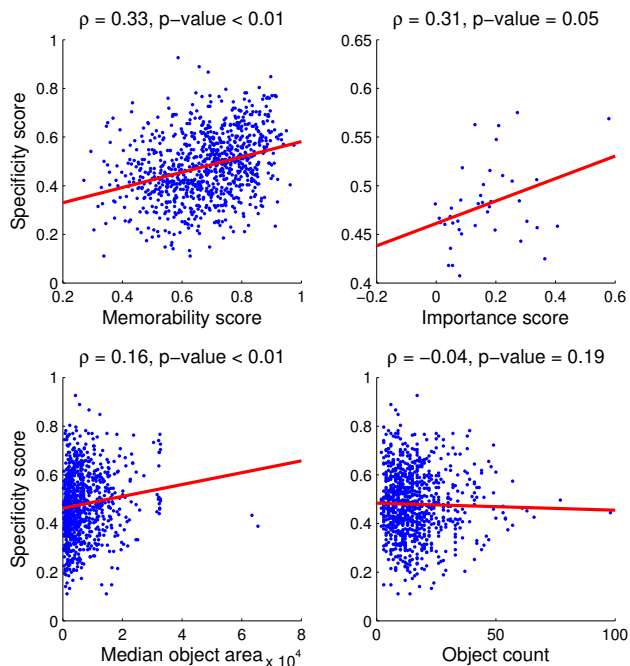 ρ = 0.33, p−value < 0.01
1
0.8
0.6
0.4
0.2
0
Specificity score
0.2 0.4 0.6 0.8 1
Memorability score
ρ = 0.31, p−value = 0.05
0.65
0.6
0.55
0.5
0.45
0.4
−0.2 0 0.2 0.4 0.6
Importance score
ρ = 0.16, p−value < 0.01
1
0.8
0.6
0.4
0.2
0
Specificity score
0 2 4 6 8
Median object area x 10^4
ρ = −0.04, p−value = 0.19
1
0.8
0.6
0.4
0.2
0
0 50 100
Object count